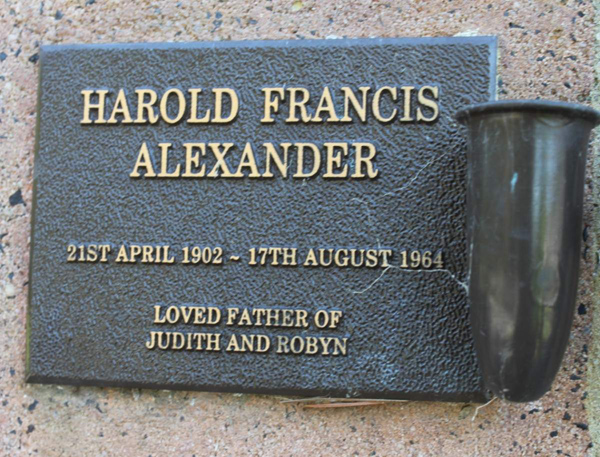 HAROLD FRANCIS
ALEXANDER
21ST APRIL 1902 ~ 17TH AUGUST 1964
LOVED FATHER OF
JUDITH AND ROBYN